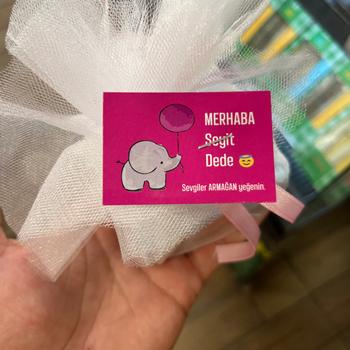 MERHABA
Seyit
Dede 😇
Sevgiler ARMAĞAN yeğenin.